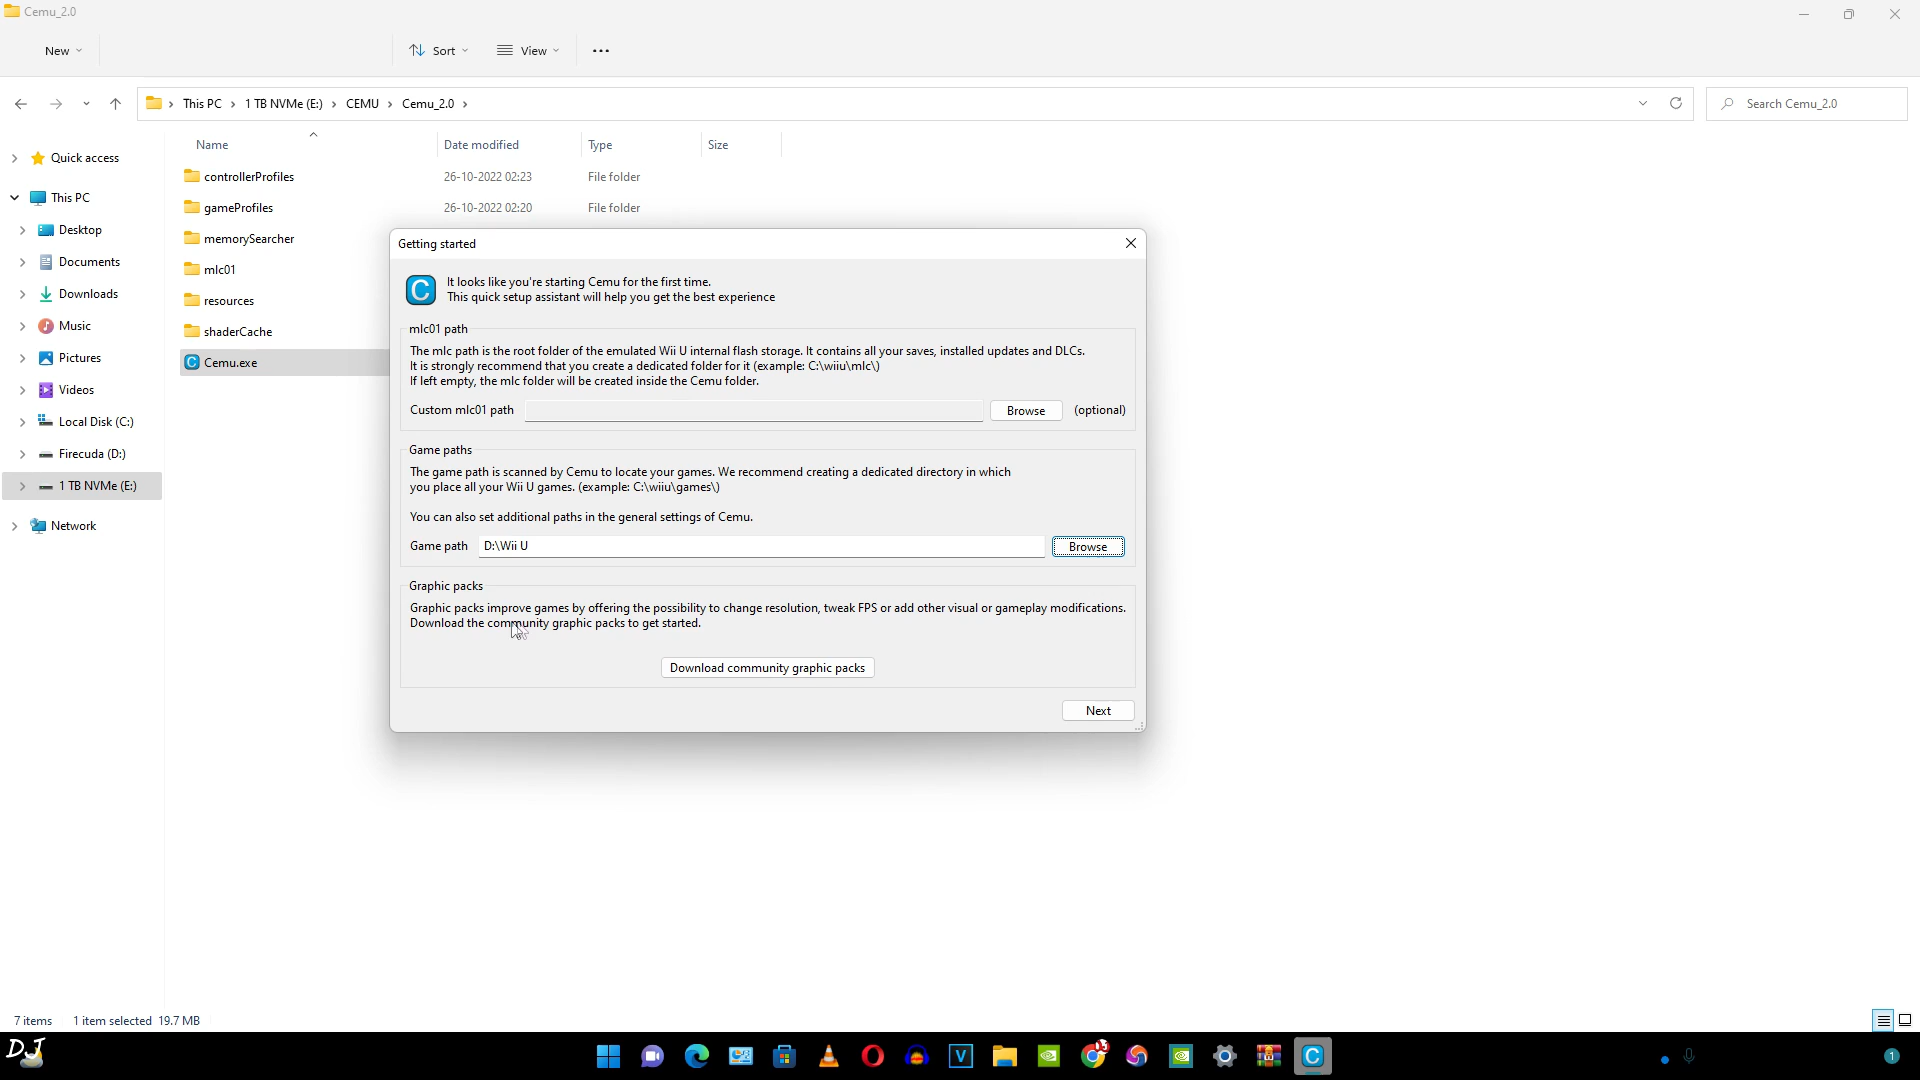 Cemu_2.0
New
Sort
View
This PC > 1 TB NVMe (E:) > CEMU > Cemu_2.0 >
Search Cemu_2.0
Name Date modified Type Size
Quick access
This PC
Desktop
Documents
Downloads
Music
Pictures
Videos
Local Disk (C:)
Firecuda (D:)
1 TB NVMe (E:)
Network
controllerProfiles 26-10-2022 02:23 File folder
gameProfiles 26-10-2022 02:20 File folder
memorySearcher
mlc01
resources
shaderCache
Cemu.exe
Getting started
C
It looks like you're starting Cemu for the first time.
This quick setup assistant will help you get the best experience
mlc01 path
The mlc path is the root folder of the emulated Wii U internal flash storage. It contains all your saves, installed updates and DLCs.
It is strongly recommend that you create a dedicated folder for it (example: C:\wiiu\mlc\)
If left empty, the mlc folder will be created inside the Cemu folder.
Custom mlc01 path Browse (optional)
Game paths
The game path is scanned by Cemu to locate your games. We recommend creating a dedicated directory in which
you place all your Wii U games. (example: C:\wiiu\games\)
You can also set additional paths in the general settings of Cemu.
Game path D:\Wii U Browse
Graphic packs
Graphic packs improve games by offering the possibility to change resolution, tweak FPS or add other visual or gameplay modifications.
Download the community graphic packs to get started.
Download community graphic packs
Next
7 items 1 item selected 19.7 MB
DJ
V
3
C
1